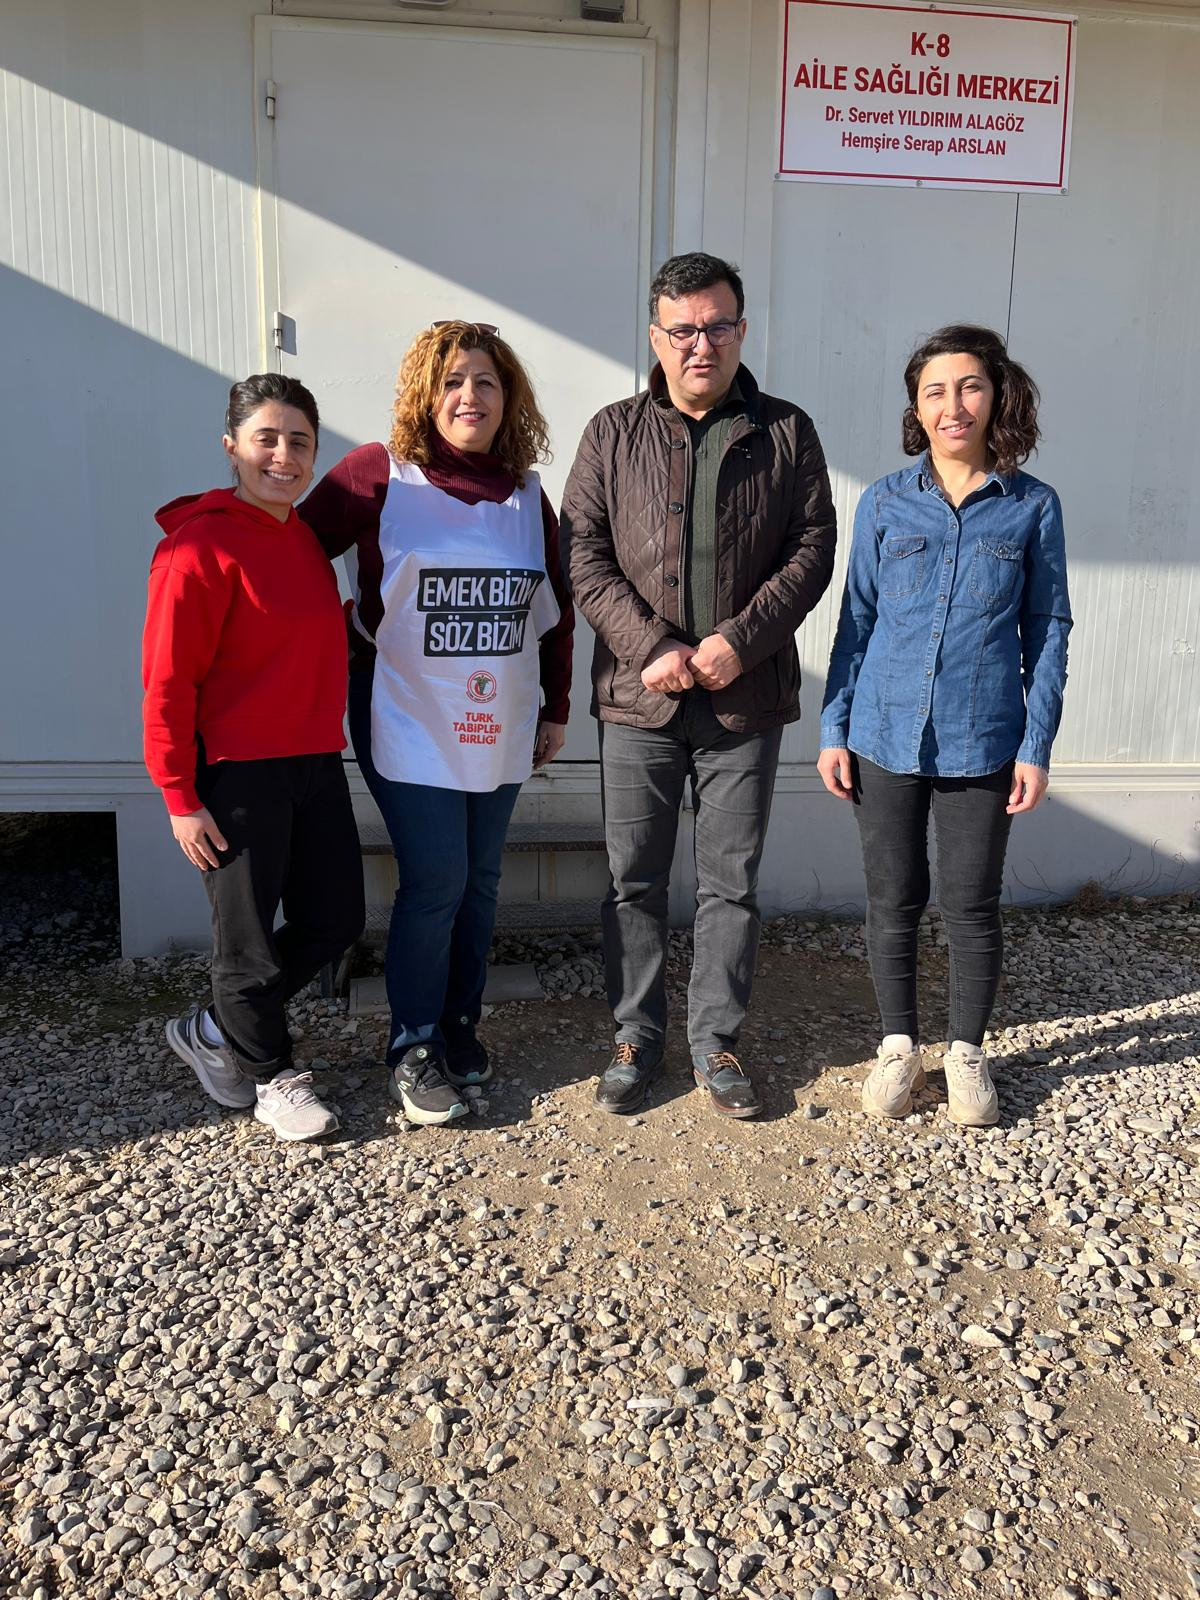 K-8
AİLE SAĞLIĞI MERKEZİ
Dr. Servet YILDIRIM ALAGÖZ
Hemşire Serap ARSLAN
EMEK BİZİM
SÖZ BİZİM
TÜRK
TABİPLERİ
BİRLİĞİ